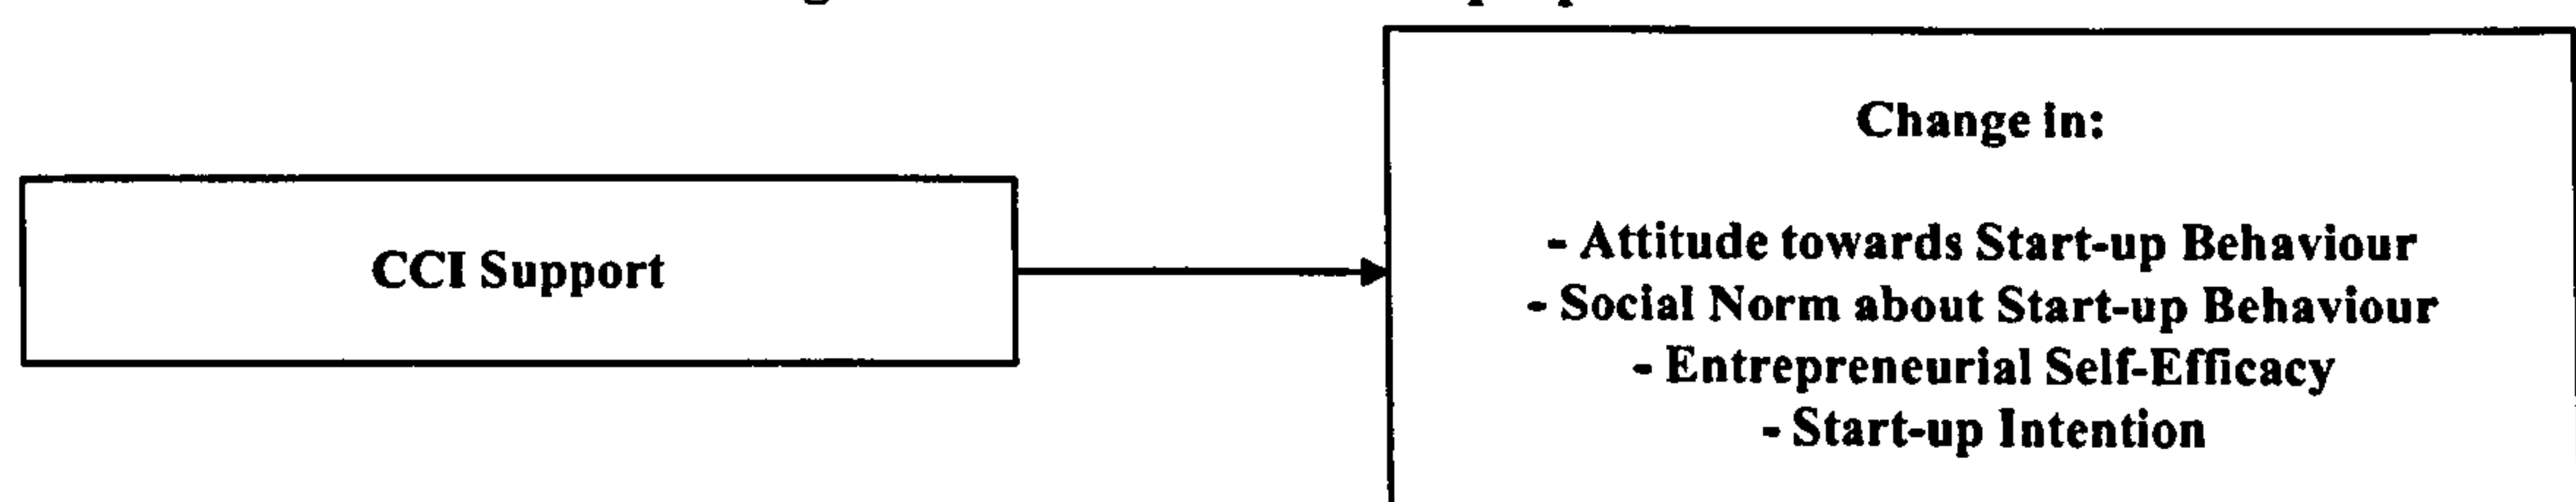 Change in:
CCI Support
- Attitude towards Start-up Behaviour
- Social Norm about Start-up Behaviour
- Entrepreneurial Self-Efficacy
- Start-up Intention